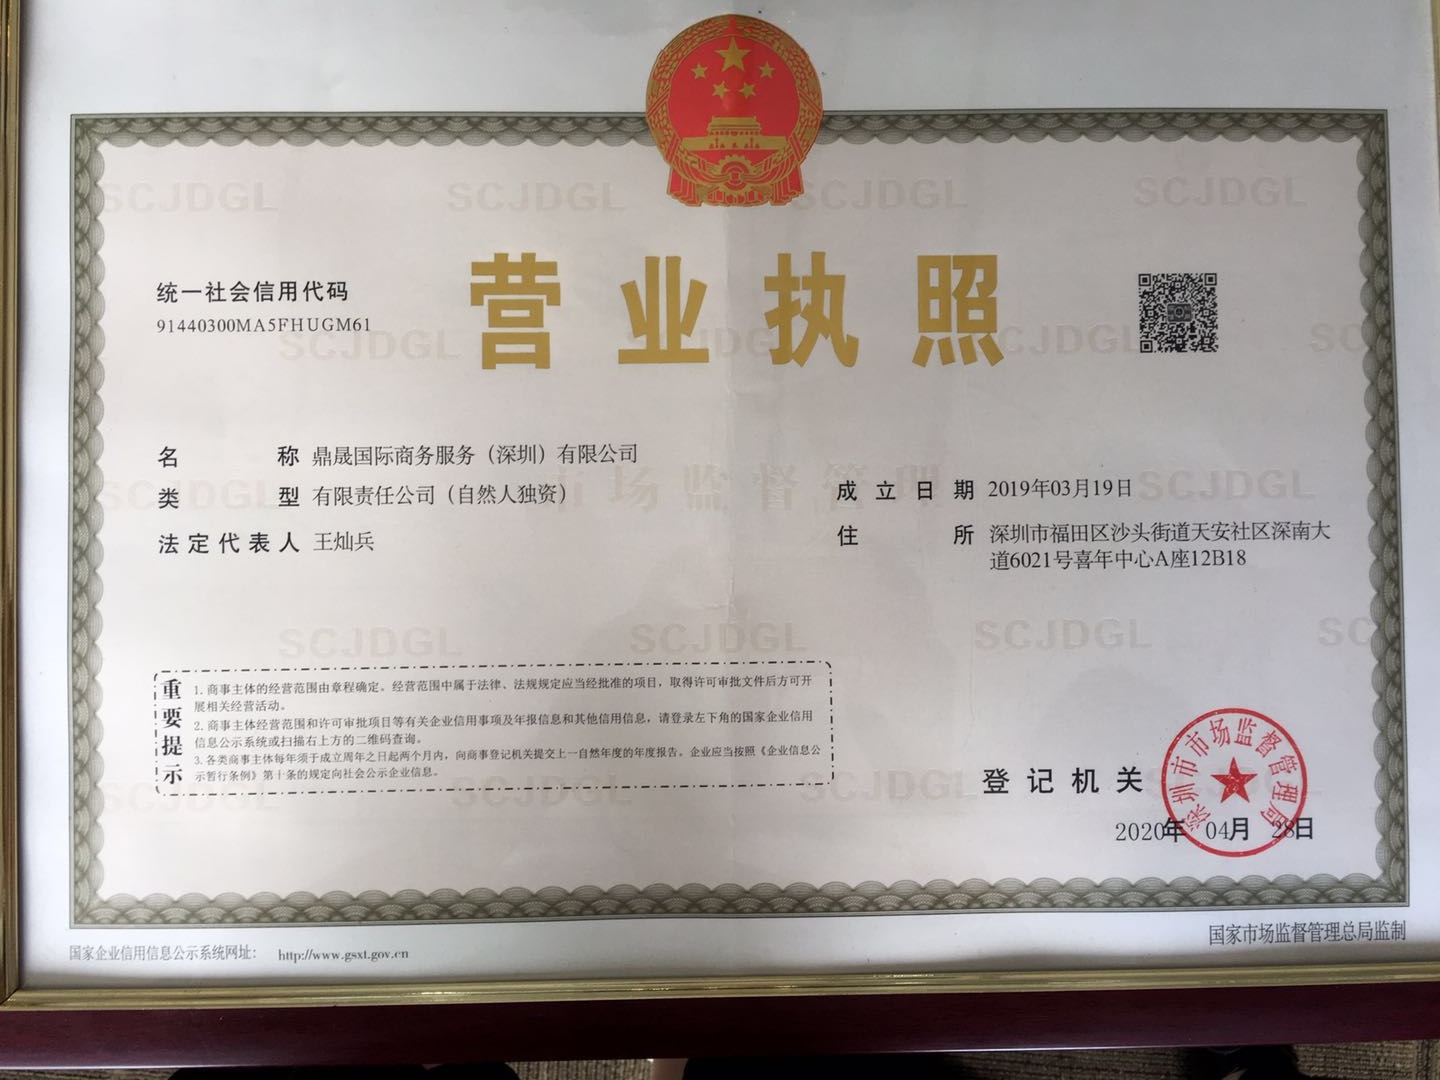 营业执照
统一社会信用代码
91440300MA5FHUGM61
名称 鼎晟国际商务服务（深圳）有限公司
类型 有限责任公司（自然人独资）
法定代表人 王灿兵
成立日期 2019年03月19日
住所 深圳市福田区沙头街道天安社区深南大
道6021号喜年中心A座12B18
重要提示
1.商事主体的经营范围由章程确定。经营范围中属于法律、法规规定应当经批准的项目，取得许可审批文件后方可开
展相关经营活动。
2.商事主体经营范围和许可审批项目等有关企业信用事项及年报信息和其他信用信息，请登录左下角的国家企业信用
信息公示系统或扫描右上方的二维码查询。
3.各类商事主体每年须于成立周年之日起两个月内，向商事登记机关提交上一自然年度的年度报告。企业应当按照《企业信息公
示暂行条例》第十条的规定向社会公示企业信息。
登记机关
深圳市市场监督管理局
2020年 04月 28日
国家企业信用信息公示系统网址： http://www.gsxt.gov.cn
国家市场监督管理总局监制
SCJDGL
市场监督管理